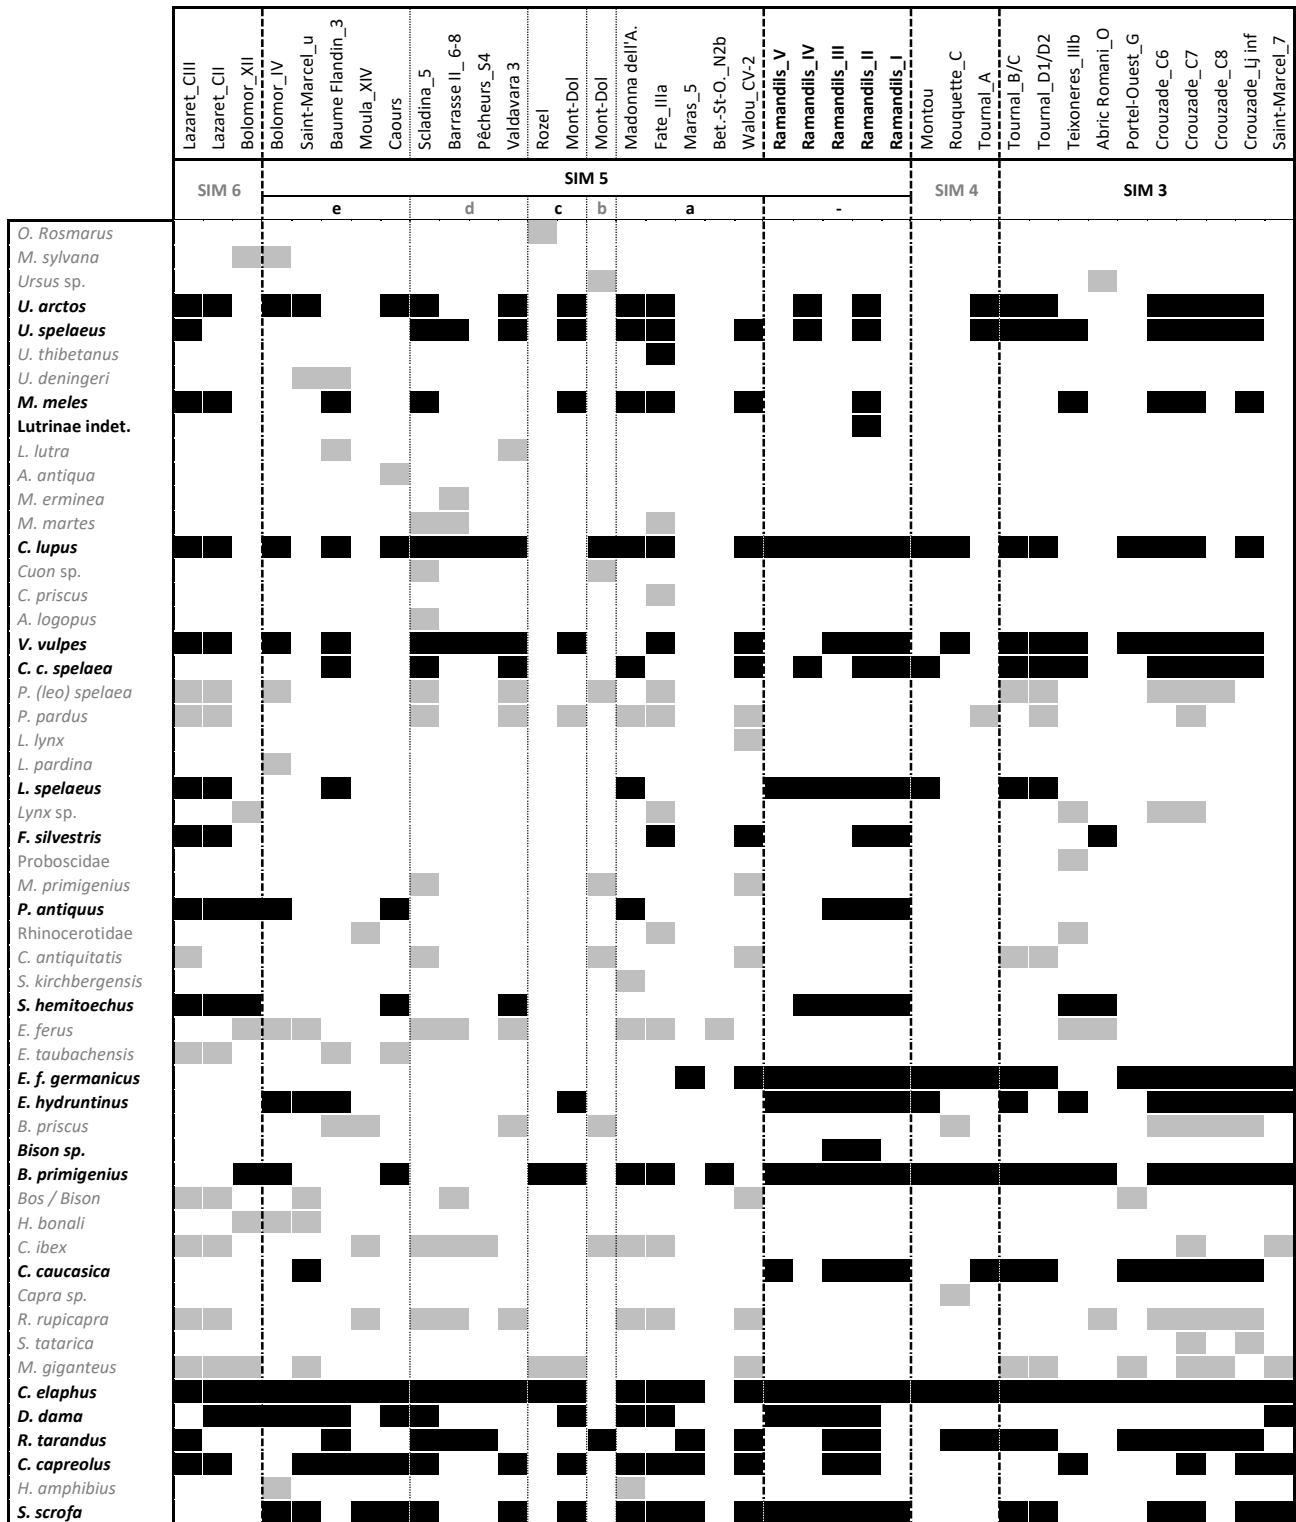 Lazaret_CIII
Lazaret_CII
Bolomor_XII
Bolomor_IV
Saint-Marcel_u
Baume Flandin_3
Moula_XIV
Caours
Scladina_5
Barrasse II_ 6-8
Pêcheurs_S4
Valdavara 3
Rozel
Mont-Dol
Mont-Dol
Madonna dell'A.
Fate_IIIa
Maras_5
Bet.-St-O._N2b
Walou_CV-2
Ramandils_V
Ramandils_IV
Ramandils_III
Ramandils_II
Ramandils_I
Montou
Rouquette_C
Tournal_A
Tournal_B/C
Tournal_D1/D2
Teixoneres_IIIb
Abric Romani_O
Portel-Ouest_G
Crouzade_C6
Crouzade_C7
Crouzade_C8
Crouzade_Lj inf
Saint-Marcel_7
SIM 6 SIM 5 SIM 4 SIM 3
e d c b a -
O. Rosmarus
M. sylvana
Ursus sp.
U. arctos
U. spelaeus
U. thibetanus
U. deningeri
M. meles
Lutrinae indet.
L. lutra
A. antiqua
M. erminea
M. martes
C. lupus
Cuon sp.
C. priscus
A. logopus
V. vulpes
C. c. spelaea
P. (leo) spelaea
P. pardus
L. lynx
L. pardina
L. spelaeus
Lynx sp.
F. silvestris
Proboscidae
M. primigenius
P. antiquus
Rhinocerotidae
C. antiquitatis
S. kirchbergensis
S. hemitoechus
E. ferus
E. taubachensis
E. f. germanicus
E. hydruntinus
B. priscus
Bison sp.
B. primigenius
Bos / Bison
H. bonali
C. ibex
C. caucasica
Capra sp.
R. rupicapra
S. tatarica
M. giganteus
C. elaphus
D. dama
R. tarandus
C. capreolus
H. amphibius
S. scrofa